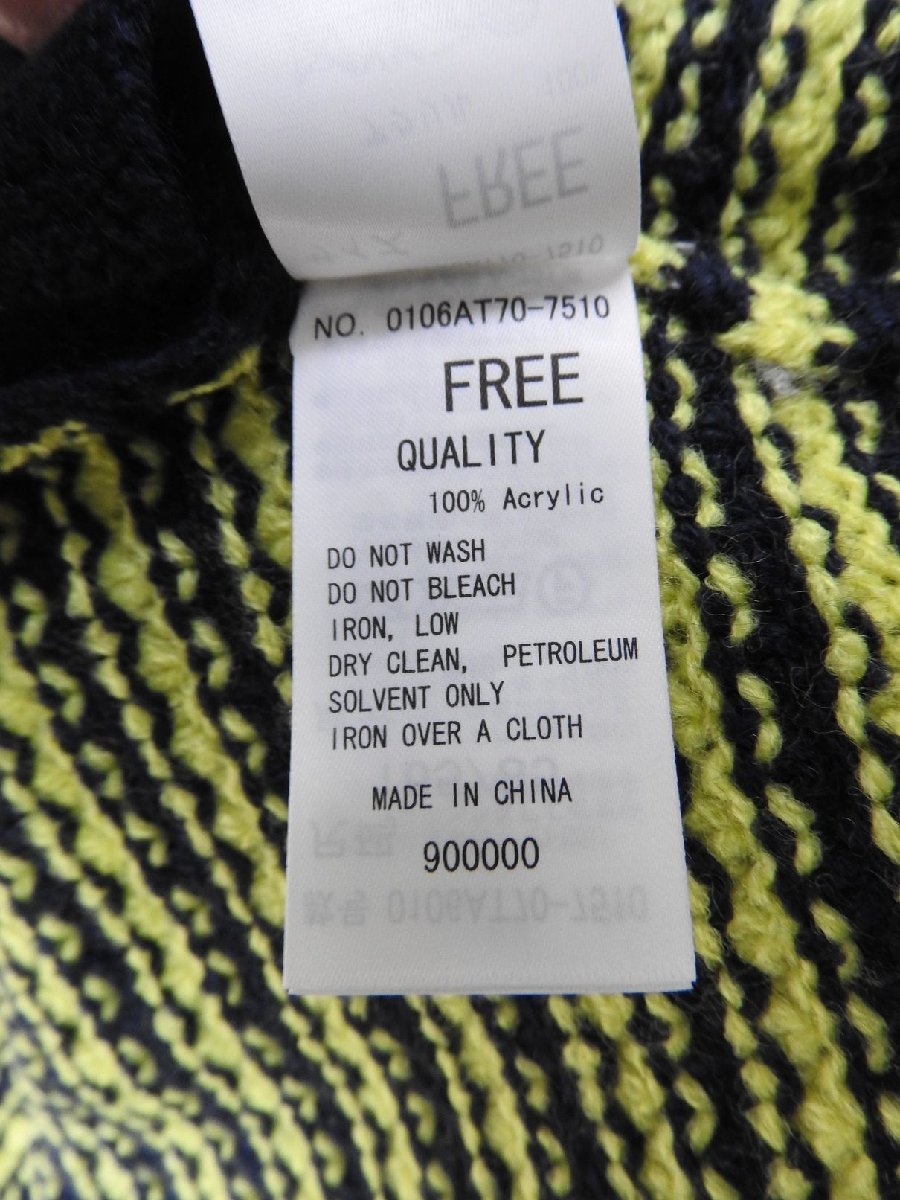 NO. 0106AT70-7510
FREE
QUALITY
100% Acrylic
DO NOT WASH
DO NOT BLEACH
IRON, LOW
DRY CLEAN, PETROLEUM
SOLVENT ONLY
IRON OVER A CLOTH
MADE IN CHINA
900000